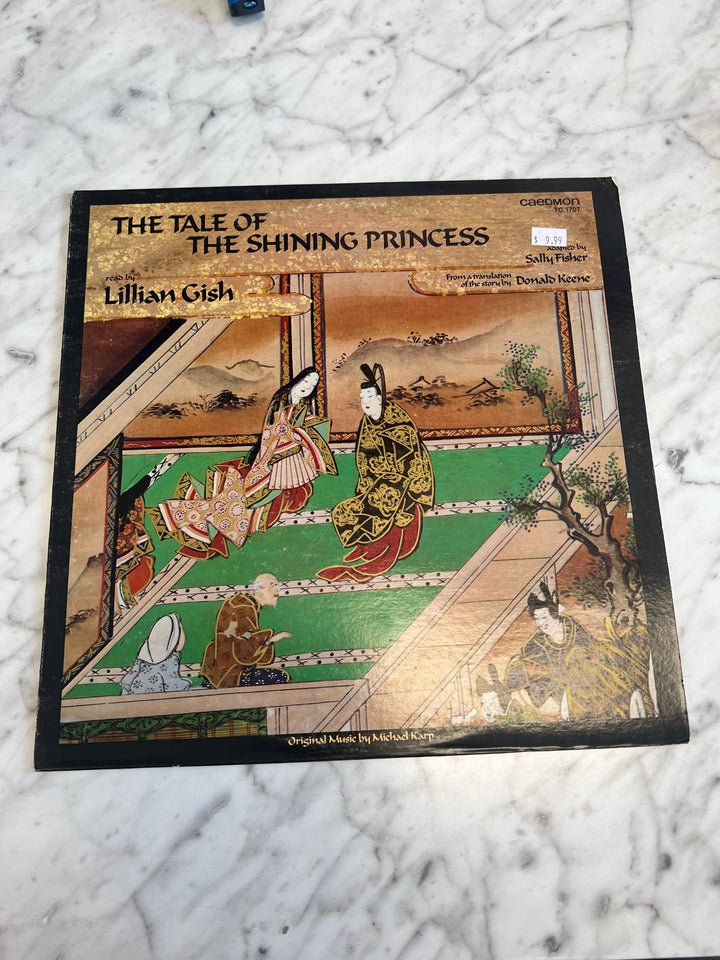 caedmon
TC 1707
THE TALE OF
THE SHINING PRINCESS
$ 9.99
adapted by
Sally Fisher
read by
Lillian Gish
From a translation
of the story by Donald Keene
Original Music by Michael Karp